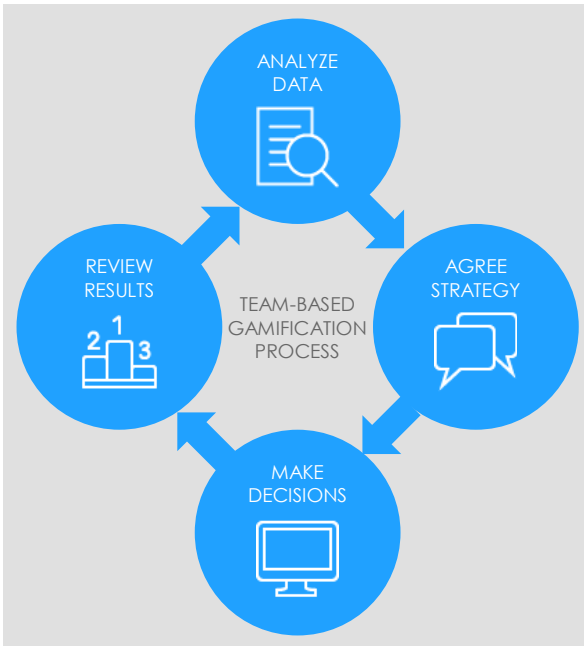 ANALYZE
DATA
AGREE
STRATEGY
MAKE
DECISIONS
REVIEW
RESULTS
2 1 3
TEAM-BASED
GAMIFICATION
PROCESS